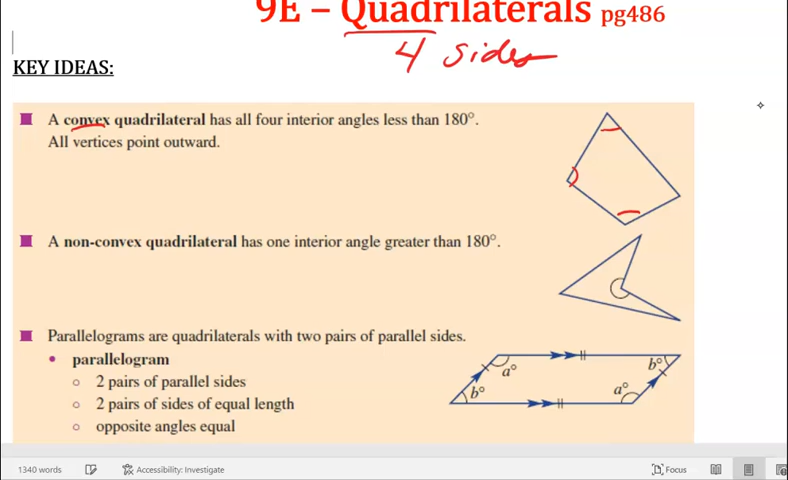 9E – Quadrilaterals pg486
4 sides
KEY IDEAS:
A convex quadrilateral has all four interior angles less than 180°.
All vertices point outward.
A non-convex quadrilateral has one interior angle greater than 180°.
Parallelograms are quadrilaterals with two pairs of parallel sides.
parallelogram
2 pairs of parallel sides
2 pairs of sides of equal length
opposite angles equal
a°
b°
b°
a°
1340 words
Accessibility: Investigate
Focus